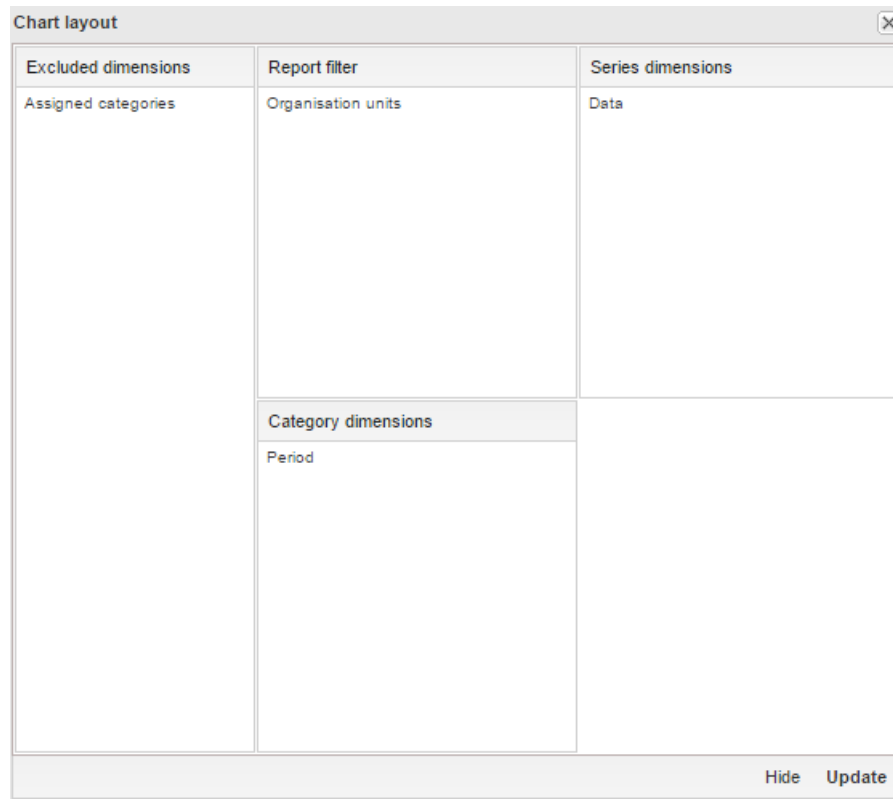 Chart layout
Excluded dimensions
Assigned categories
Report filter
Organisation units
Series dimensions
Data
Category dimensions
Period
Hide
Update